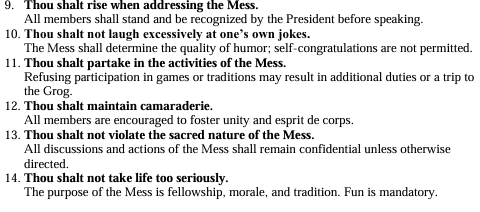 9. Thou shalt rise when addressing the Mess.
All members shall stand and be recognized by the President before speaking.
10. Thou shalt not laugh excessively at one’s own jokes.
The Mess shall determine the quality of humor; self-congratulations are not permitted.
11. Thou shalt partake in the activities of the Mess.
Refusing participation in games or traditions may result in additional duties or a trip to
the Grog.
12. Thou shalt maintain camaraderie.
All members are encouraged to foster unity and esprit de corps.
13. Thou shalt not violate the sacred nature of the Mess.
All discussions and actions of the Mess shall remain confidential unless otherwise
directed.
14. Thou shalt not take life too seriously.
The purpose of the Mess is fellowship, morale, and tradition. Fun is mandatory.